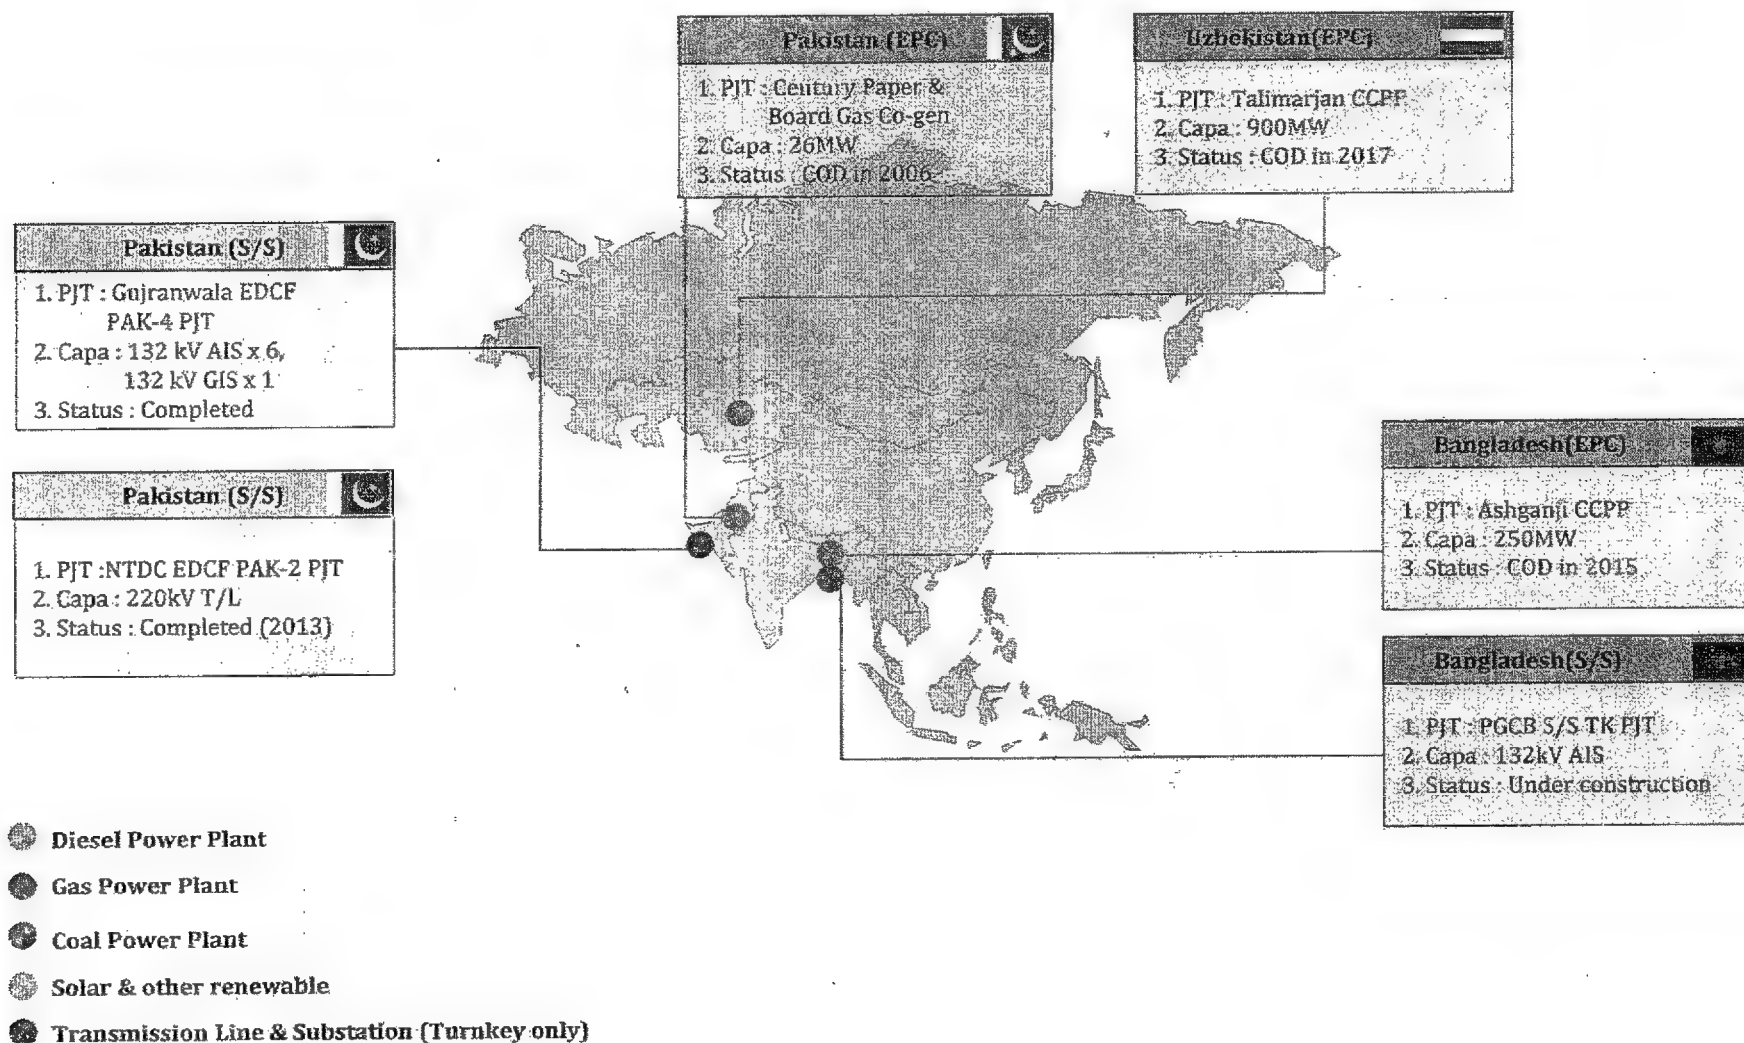 Pakistan (EPC)
1. PJT : Century Paper &
Board Gas Co-gen
2. Capa : 26MW
3. Status : COD in 2006
Uzbekistan(EPC)
1. PJT : Talimarjan CCPP
2. Capa : 900MW
3. Status : COD in 2017
Pakistan (S/S)
1. PJT : Gujranwala EDCF
PAK-4 PJT
2. Capa : 132 kV AIS x 6,
132 kV GIS x 1
3. Status : Completed
Pakistan (S/S)
1. PJT :NTDC EDCF PAK-2 PJT
2. Capa : 220kV T/L
3. Status : Completed (2013)
Bangladesh(EPC)
1. PJT : Ashganji CCPP
2. Capa : 250MW
3. Status : COD in 2015
Bangladesh(S/S)
1. PJT : PGCB S/S TK PJT
2. Capa : 132kV AIS
3. Status : Under construction
Diesel Power Plant
Gas Power Plant
Coal Power Plant
Solar & other renewable
Transmission Line & Substation (Turnkey only)